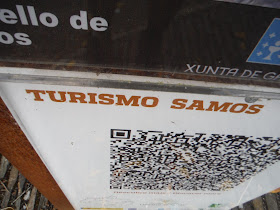 ello de
os
XUNTA DE G
TURISMO SAMOS